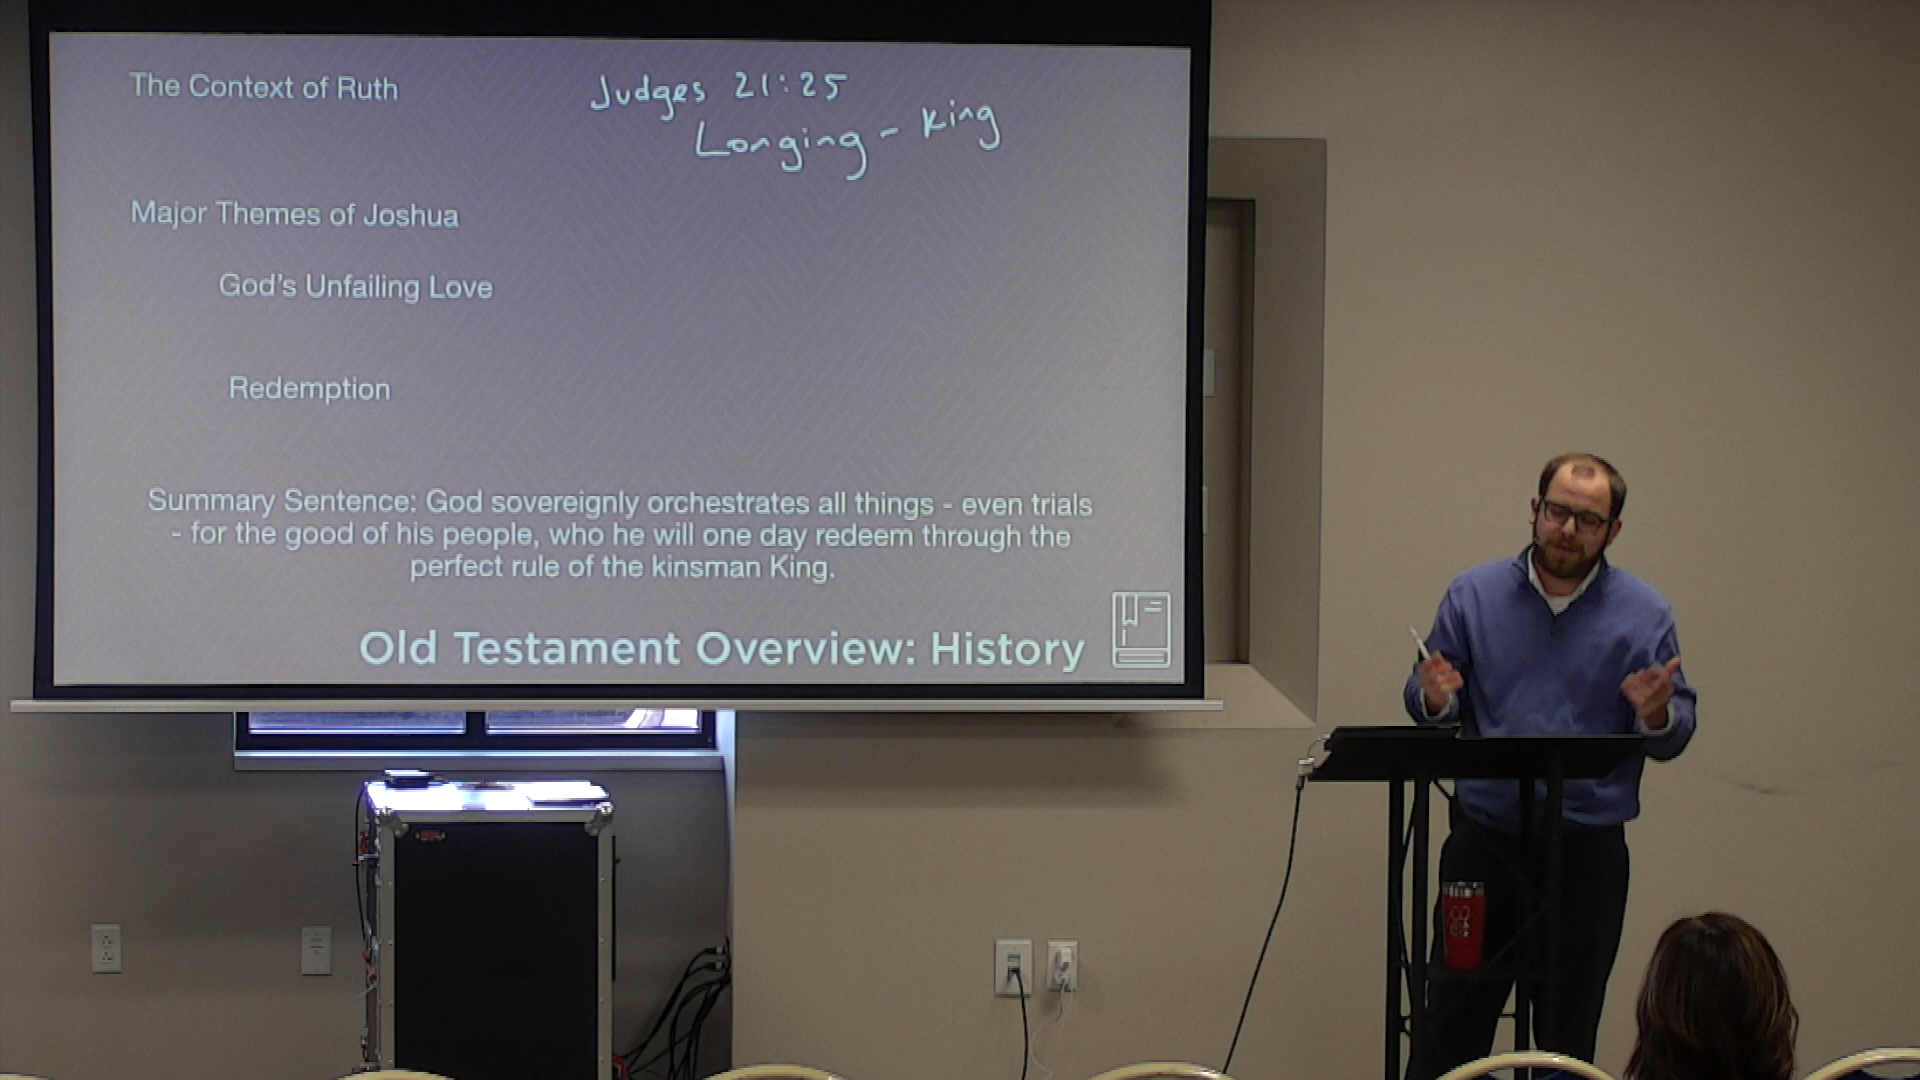 The Context of Ruth
Judges 21:25
Longing - King
Major Themes of Joshua
God's Unfailing Love
Redemption
Summary Sentence: God sovereignly orchestrates all things - even trials
- for the good of his people, who he will one day redeem through the
perfect rule of the kinsman King.
Old Testament Overview: History